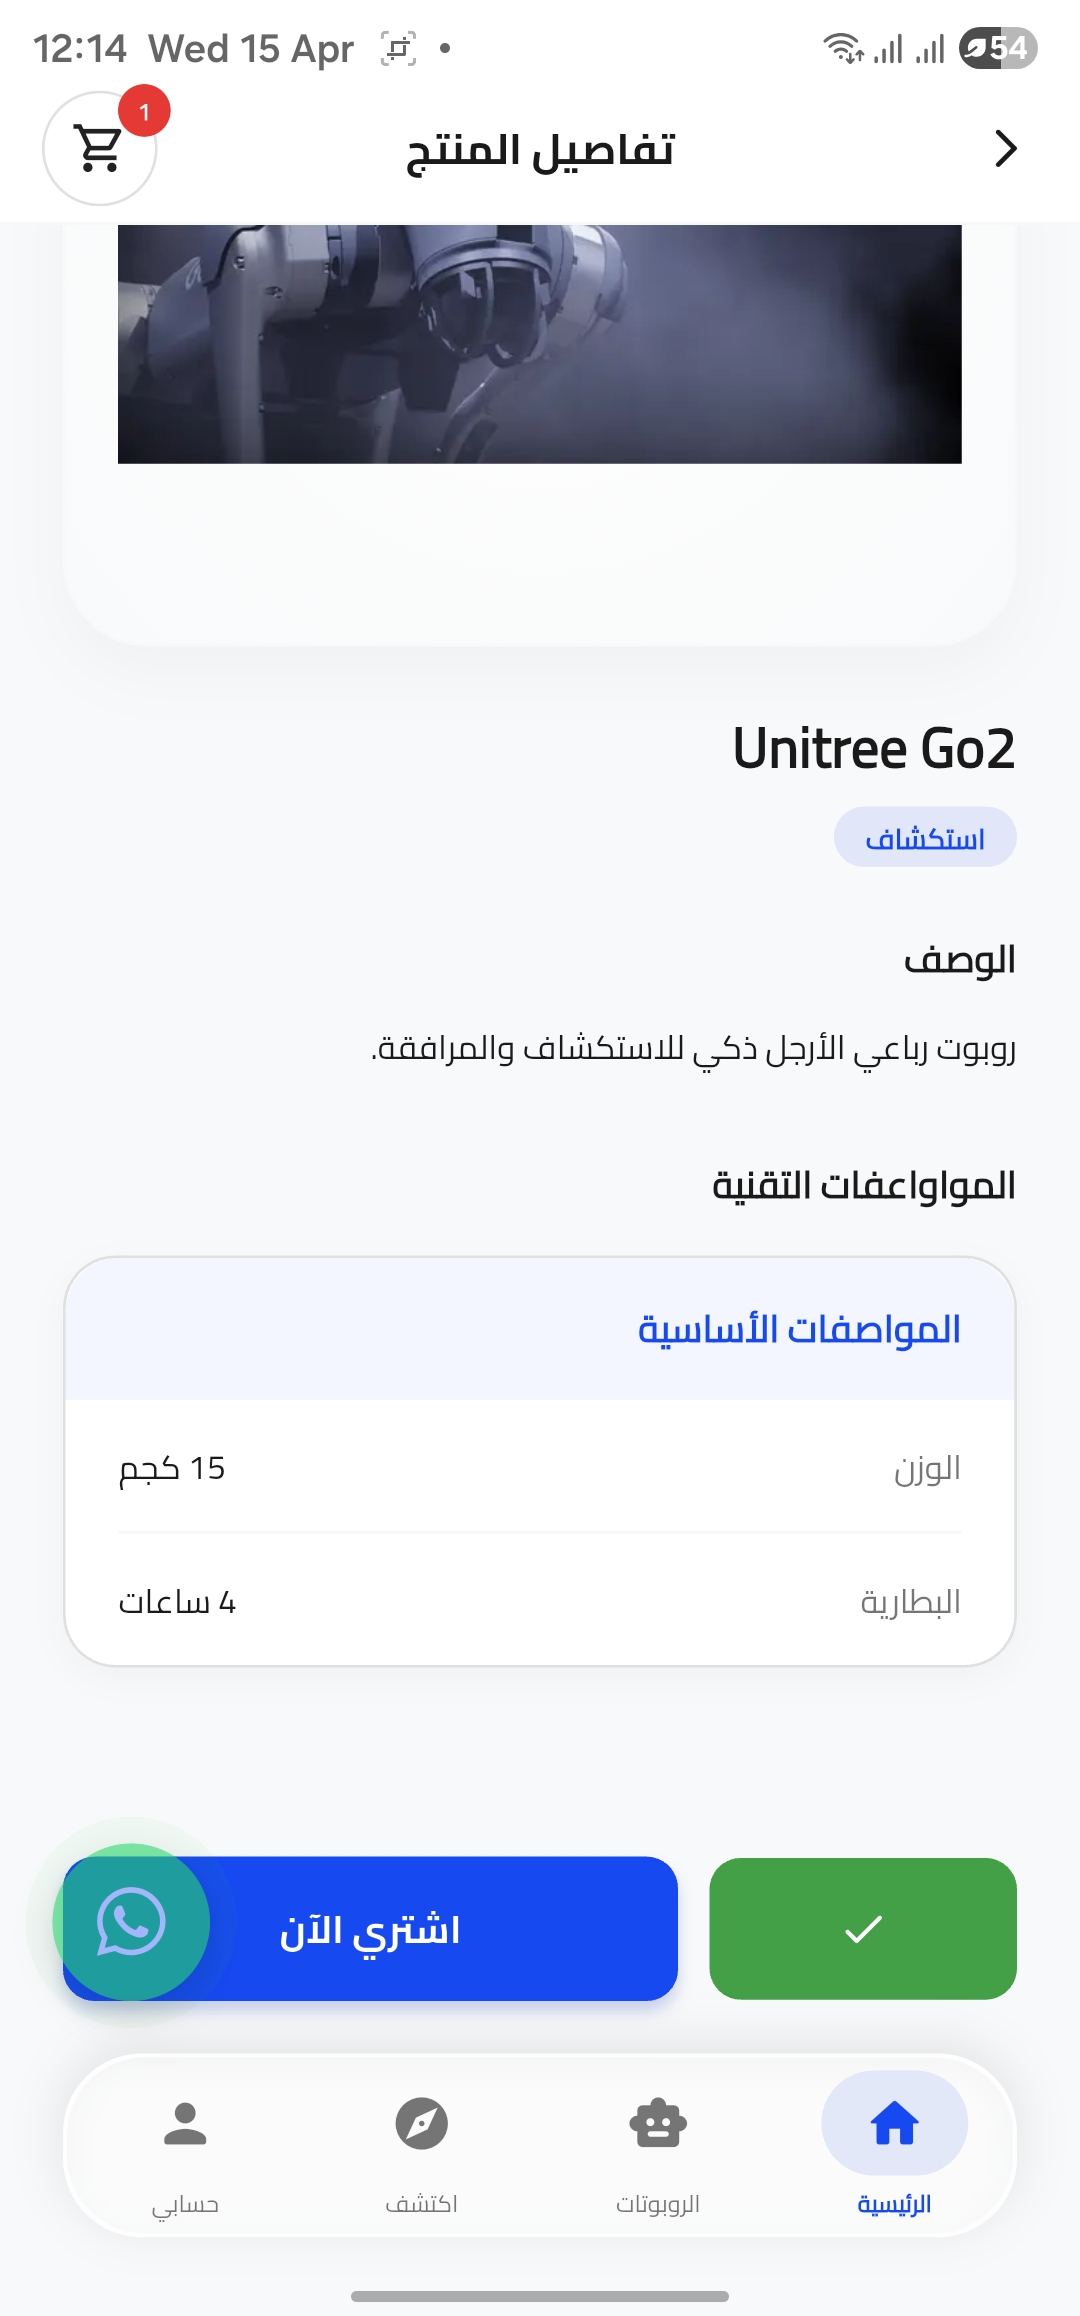 12:14 Wed 15 Apr
54
1
تفاصيل المنتج
Unitree Go2
استكشاف
الوصف
روبوت رباعي الأرجل ذكي للاستكشاف والمرافقة.
المواواعفات التقنية
المواصفات الأساسية
الوزن 15 كجم
البطارية 4 ساعات
اشتري الآن
الرئيسية الروبوتات اكتشف حسابي